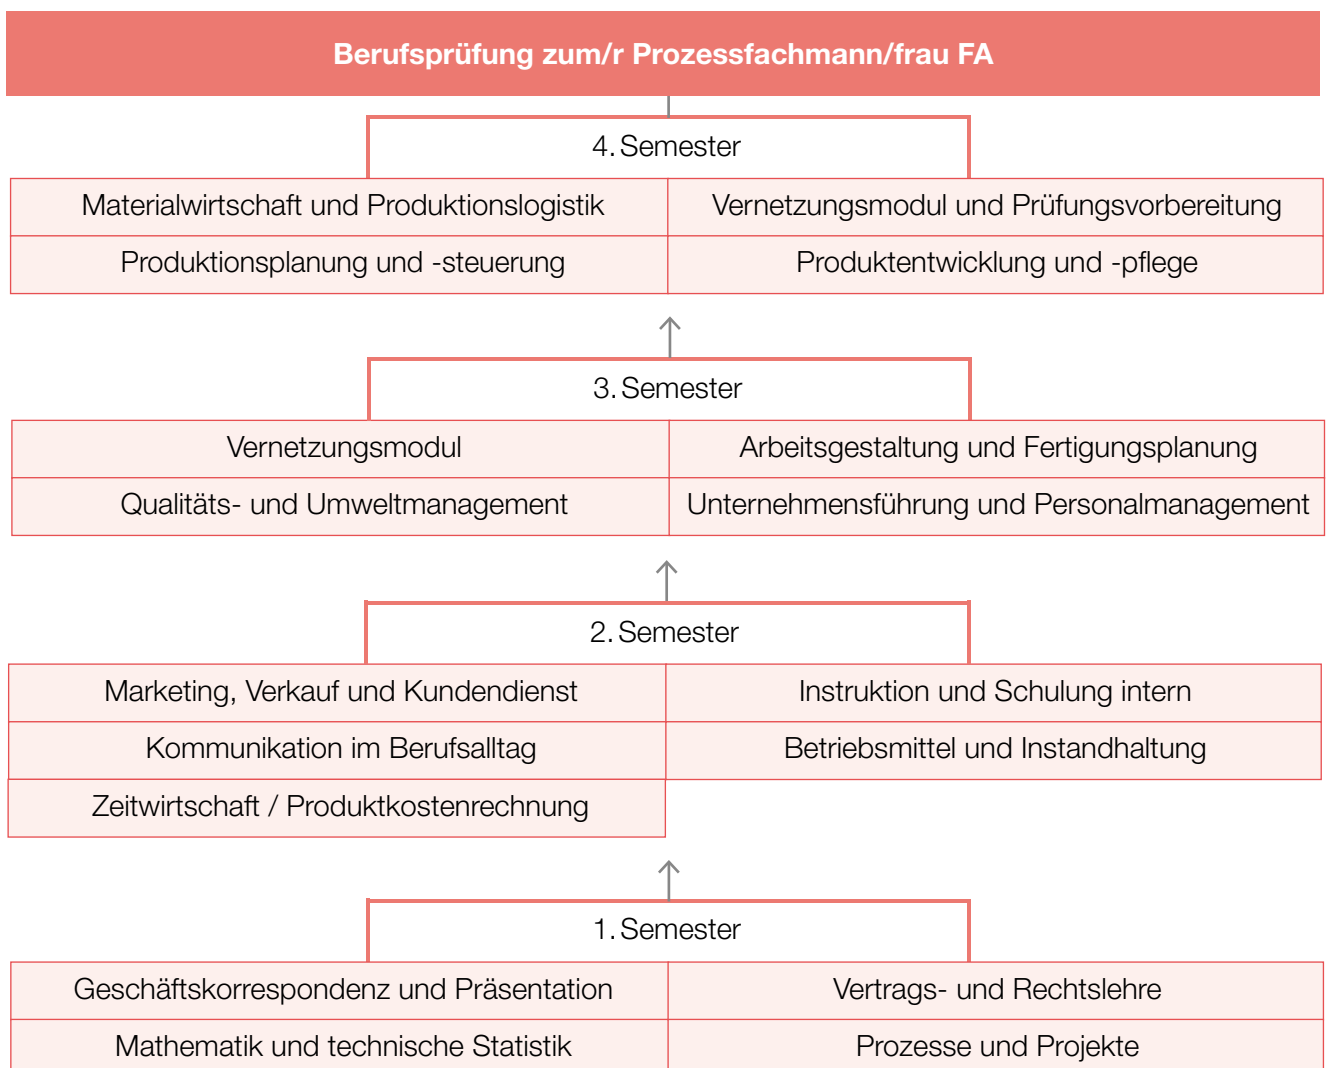 Berufsprüfung zum/r Prozessfachmann/frau FA
4. Semester
Materialwirtschaft und Produktionslogistik
Vernetzungsmodul und Prüfungsvorbereitung
Produktionsplanung und -steuerung
Produktentwicklung und -pflege
3. Semester
Vernetzungsmodul
Arbeitsgestaltung und Fertigungsplanung
Qualitäts- und Umweltmanagement
Unternehmensführung und Personalmanagement
2. Semester
Marketing, Verkauf und Kundendienst
Instruktion und Schulung intern
Kommunikation im Berufsalltag
Betriebsmittel und Instandhaltung
Zeitwirtschaft / Produktkostenrechnung
1. Semester
Geschäftskorrespondenz und Präsentation
Vertrags- und Rechtslehre
Mathematik und technische Statistik
Prozesse und Projekte